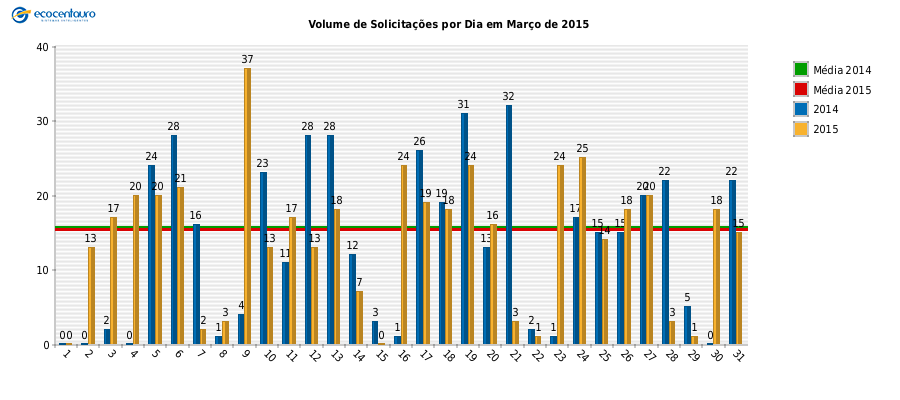 ecocentauro
Volume de Solicitações por Dia em Março de 2015
Média 2014
Média 2015
2014
2015
40
30
20
10
0
0 0 0 13 2 17 0 20 24 20 28 21 16 2 1 3 4 37 23 13 11 17 28 13 28 18 12 7 3 0 1 24 26 19 19 18 31 24 13 16 32 3 2 1 1 24 17 25 15 14 15 18 20 20 22 3 5 1 0 18 22 15
1 2 3 4 5 6 7 8 9 10 11 12 13 14 15 16 17 18 19 20 21 22 23 24 25 26 27 28 29 30 31